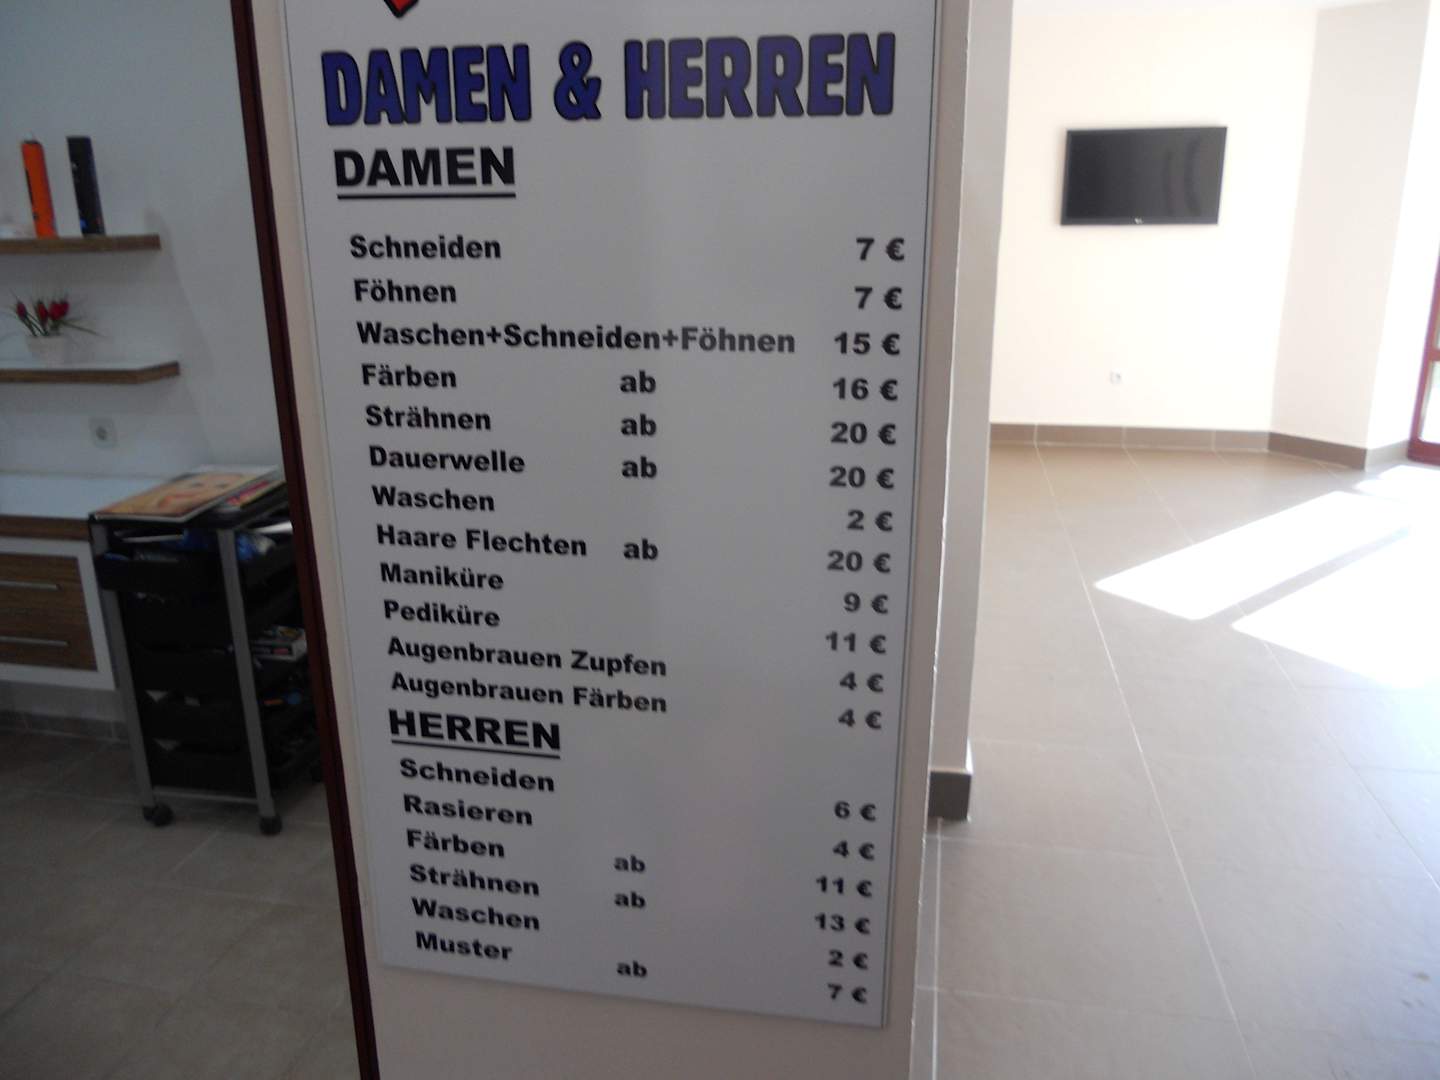 DAMEN & HERREN
DAMEN
Schneiden 7 €
Föhnen 7 €
Waschen+Schneiden+Föhnen 15 €
Färben ab 16 €
Strähnen ab 20 €
Dauerwelle ab 20 €
Waschen 2 €
Haare Flechten ab 20 €
Maniküre 9 €
Pediküre 11 €
Augenbrauen Zupfen 4 €
Augenbrauen Färben 4 €
HERREN
Schneiden 6 €
Rasieren 4 €
Färben ab 11 €
Strähnen ab 13 €
Waschen 2 €
Muster ab 7 €